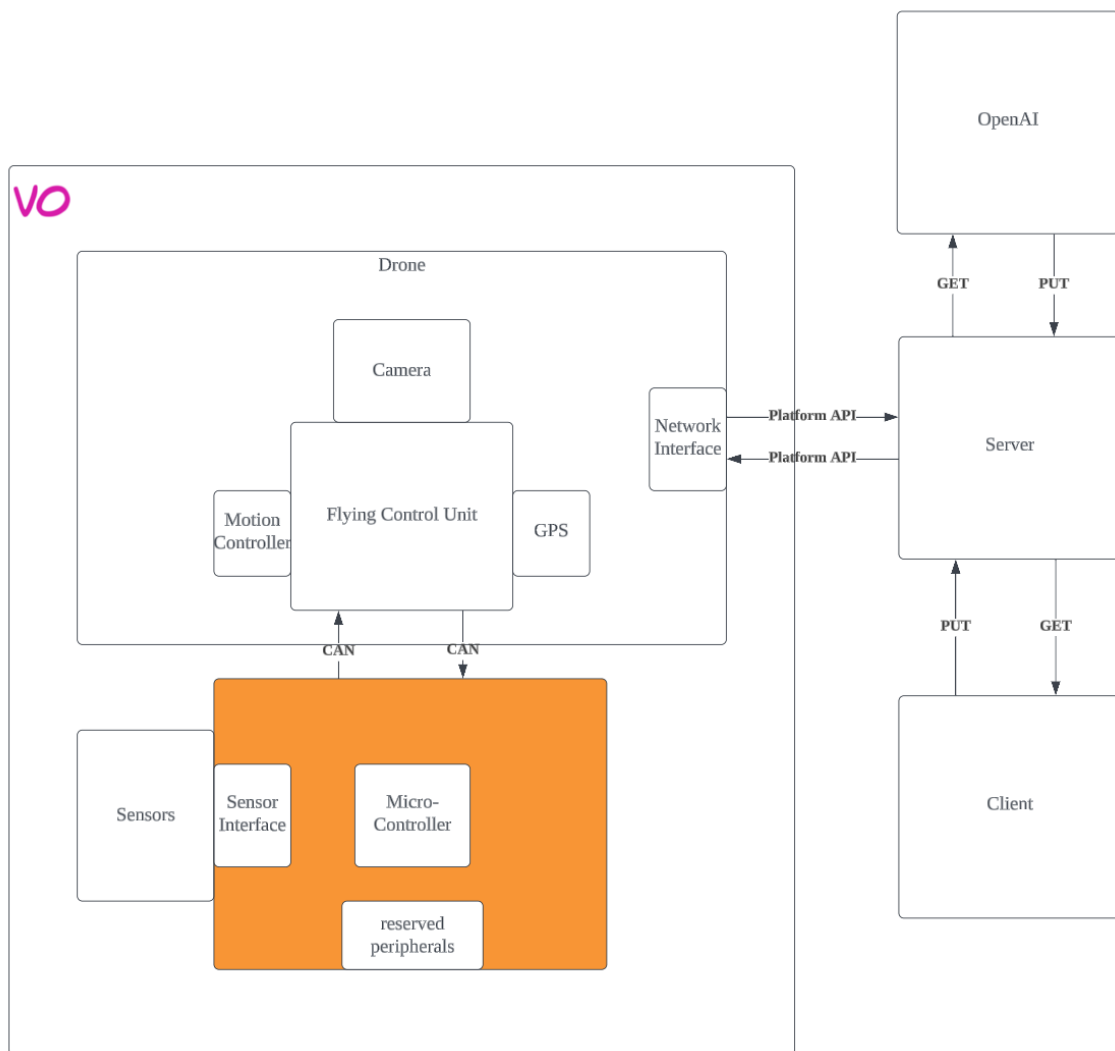 OpenAI
VO
Drone
GET
PUT
Camera
Network
Interface
Platform API
Platform API
Server
Motion
Controller
Flying Control Unit
GPS
CAN
CAN
PUT
GET
Sensors
Sensor
Interface
Micro-
Controller
Client
reserved
peripherals